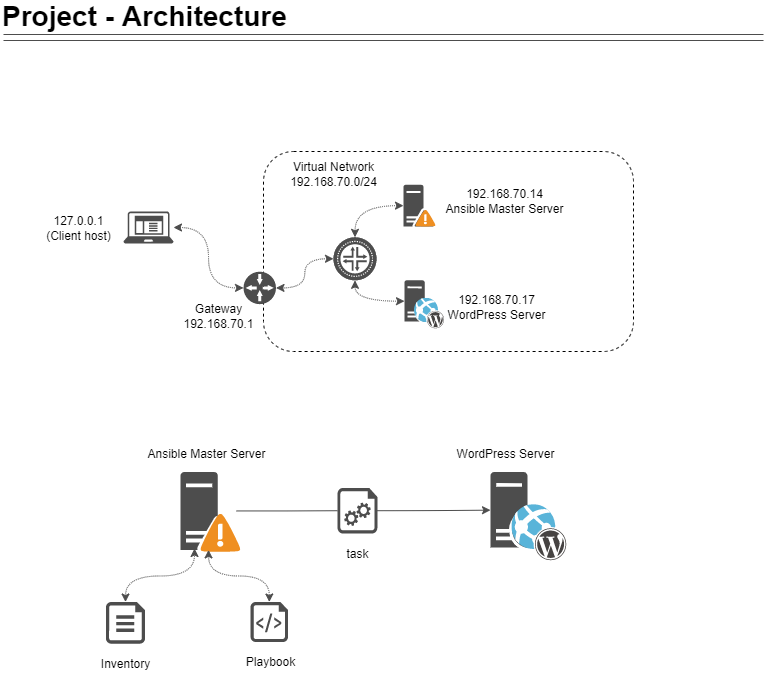 Project - Architecture
Virtual Network
192.168.70.0/24
192.168.70.14
Ansible Master Server
127.0.0.1
(Client host)
Gateway
192.168.70.1
192.168.70.17
WordPress Server
Ansible Master Server
WordPress Server
task
Inventory
Playbook